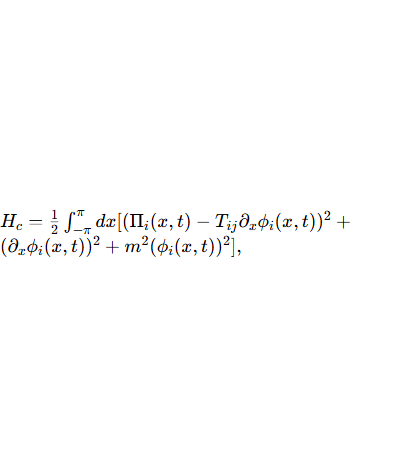 H_c = \frac{1}{2} \int_{-\pi}^{\pi} dx[(\Pi_i(x,t) - T_{ij}\partial_x\phi_i(x,t))^2 +
(\partial_x\phi_i(x,t))^2 + m^2(\phi_i(x,t))^2],